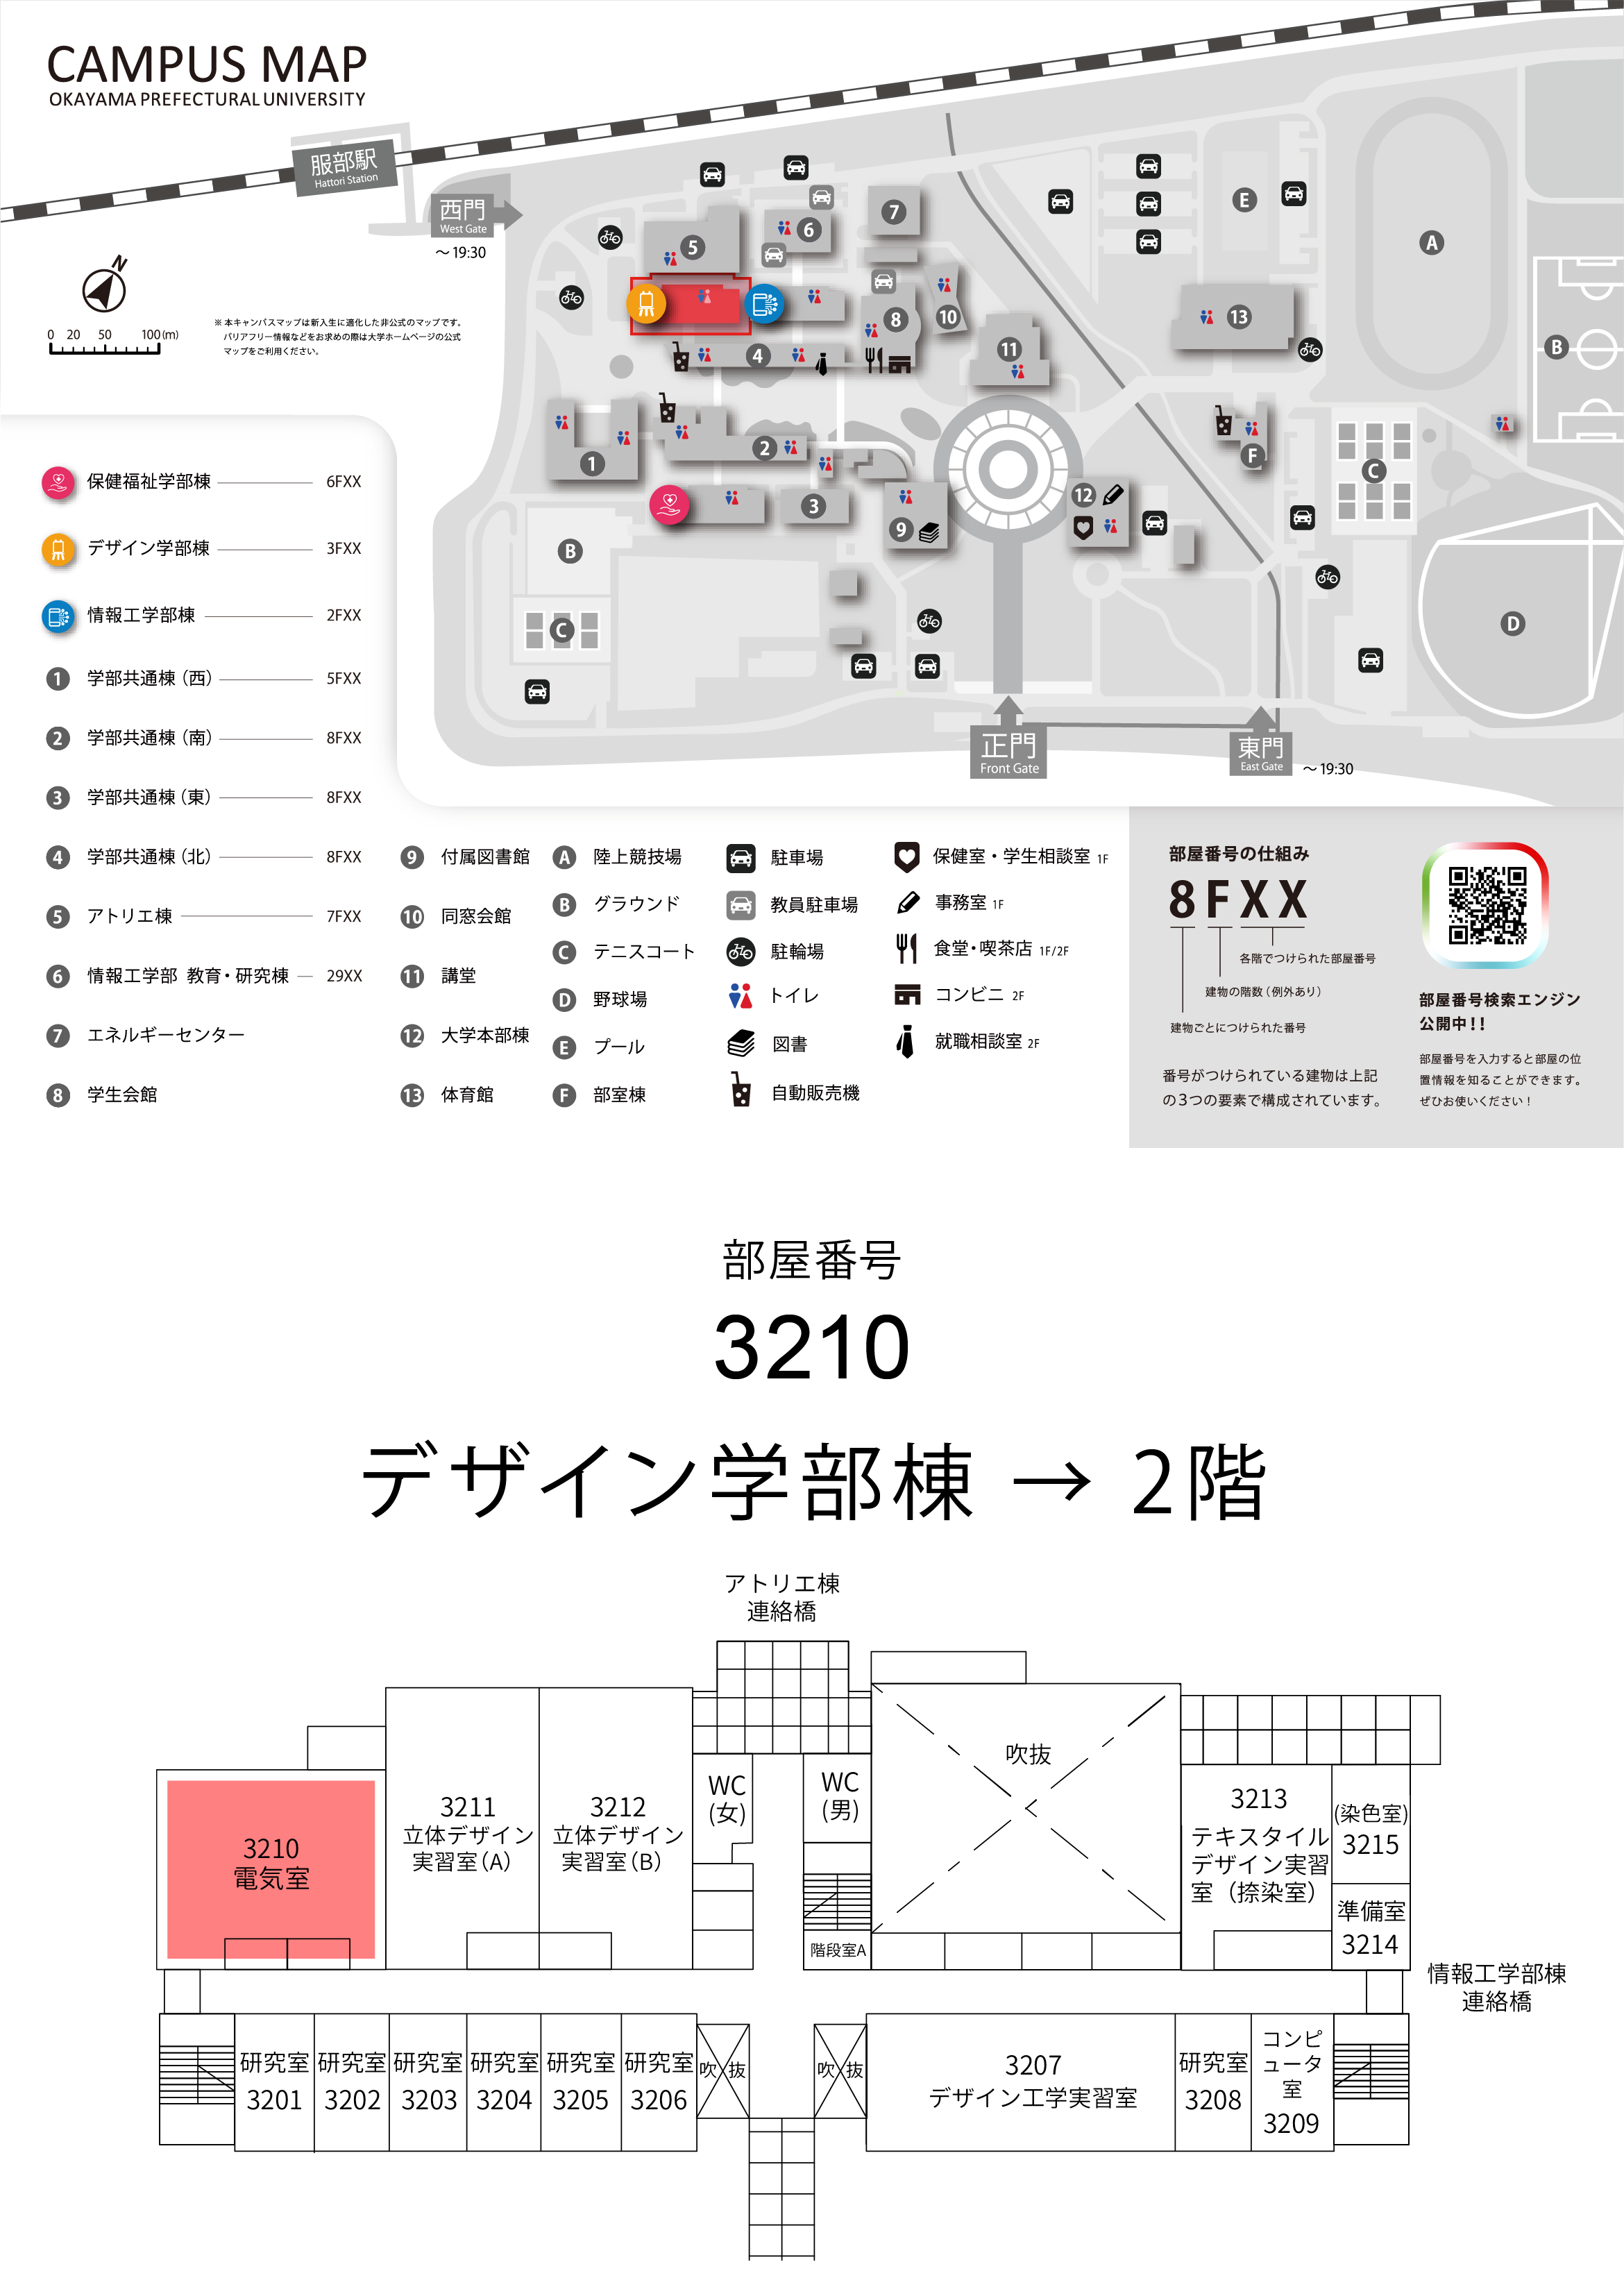 CAMPUS MAP
OKAYAMA PREFECTURAL UNIVERSITY
服部駅
Hattori Station
西門
West Gate
～19:30
N
0 20 50 100(m)
※ 本キャンパスマップは新入生に適化した非公式のマップです。
バリアフリー情報などをお求めの際は大学ホームページの公式
マップをご利用ください。
5
6
7
8
10
4
11
13
E
A
B
1
2
3
9
12
F
C
B
C
D
正門
Front Gate
東門
East Gate
～19:30
保健福祉学部棟 6FXX
デザイン学部棟 3FXX
情報工学部棟 2FXX
1 学部共通棟（西） 5FXX
2 学部共通棟（南） 8FXX
3 学部共通棟（東） 8FXX
4 学部共通棟（北） 8FXX
5 アトリエ棟 7FXX
6 情報工学部 教育・研究棟 29XX
7 エネルギーセンター
8 学生会館
9 付属図書館
10 同窓会館
11 講堂
12 大学本部棟
13 体育館
A 陸上競技場
B グラウンド
C テニスコート
D 野球場
E プール
F 部室棟
駐車場
教員駐車場
駐輪場
トイレ
図書
自動販売機
保健室・学生相談室 1F
事務室 1F
食堂・喫茶店 1F/2F
コンビニ 2F
就職相談室 2F
部屋番号の仕組み
8FXX
各階でつけられた部屋番号
建物の階数（例外あり）
建物ごとにつけられた番号
番号がつけられている建物は上記
の3つの要素で構成されています。
部屋番号検索エンジン
公開中!!
部屋番号を入力すると部屋の位
置情報を知ることができます。
ぜひお使いください！
部屋番号
3210
デザイン学部棟 → 2階
アトリエ棟
連絡橋
3210
電気室
3211
立体デザイン
実習室(A)
3212
立体デザイン
実習室(B)
WC
(女)
WC
(男)
階段室A
吹抜
3213
テキスタイル
デザイン実習
室（捺染室）
(染色室)
3215
準備室
3214
情報工学部棟
連絡橋
研究室
3201
研究室
3202
研究室
3203
研究室
3204
研究室
3205
研究室
3206
吹抜
吹抜
3207
デザイン工学実習室
研究室
3208
コンピ
ュータ
室
3209